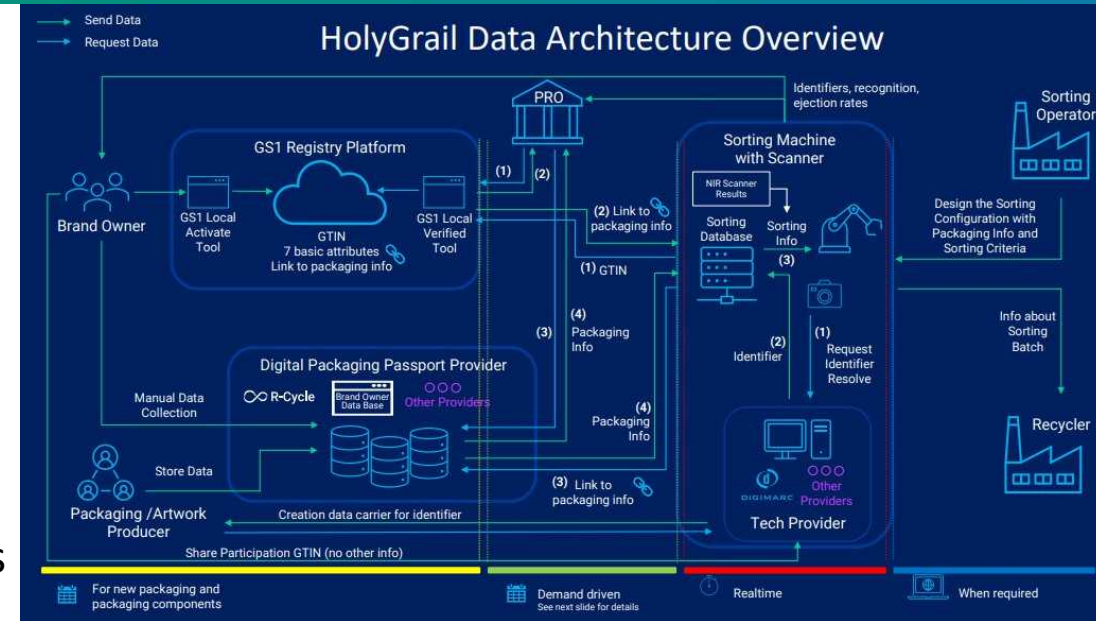 Send Data
Request Data
HolyGrail Data Architecture Overview
PRO
Identifiers, recognition,
ejection rates
Sorting
Operator
GS1 Registry Platform
Sorting Machine
with Scanner
(1)
(2)
NIR Scanner
Results
Brand Owner
GS1 Local
Activate
Tool
GTIN
7 basic attributes
Link to packaging info
GS1 Local
Verified
Tool
(2) Link to
packaging info
(1) GTIN
Sorting
Database
Sorting
Info
(3)
Design the Sorting
Configuration with
Packaging Info and
Sorting Criteria
(3)
(4)
Packaging
Info
(2)
Identifier
(1)
Request
Identifier
Resolve
Info about
Sorting
Batch
Digital Packaging Passport Provider
R-Cycle
Brand Owner
Data Base
Other Providers
Manual Data
Collection
Store Data
(4)
Packaging
Info
(3) Link to
packaging info
DIGIMARC
Other
Providers
Tech Provider
Recycler
Packaging /Artwork
Producer
Creation data carrier for identifier
Share Participation GTIN (no other info)
S
For new packaging and
packaging components
Demand driven
See next slide for details
Realtime
When required